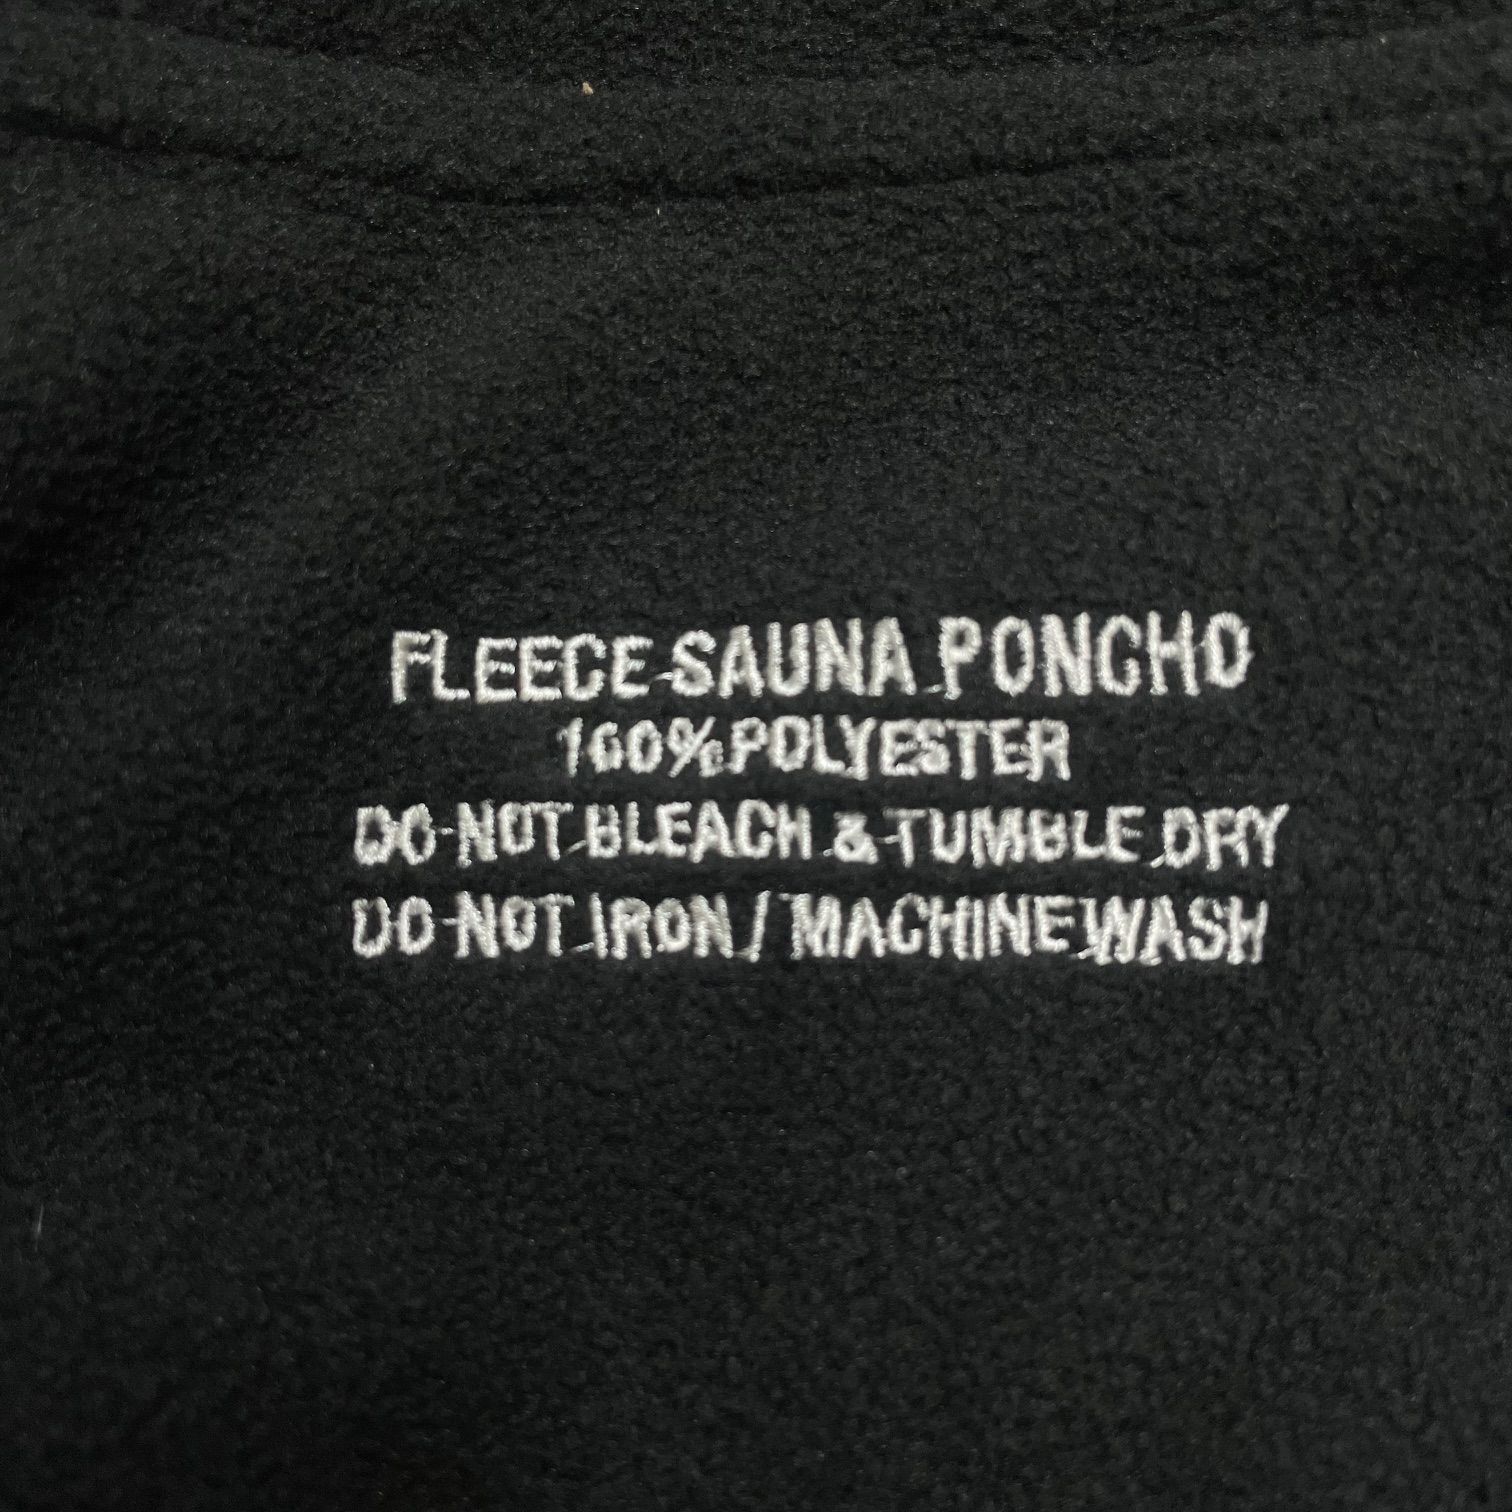 FLEECE SAUNA PONCHO
100% POLYESTER
DO NOT BLEACH & TUMBLE DRY
DO NOT IRON / MACHINE WASH